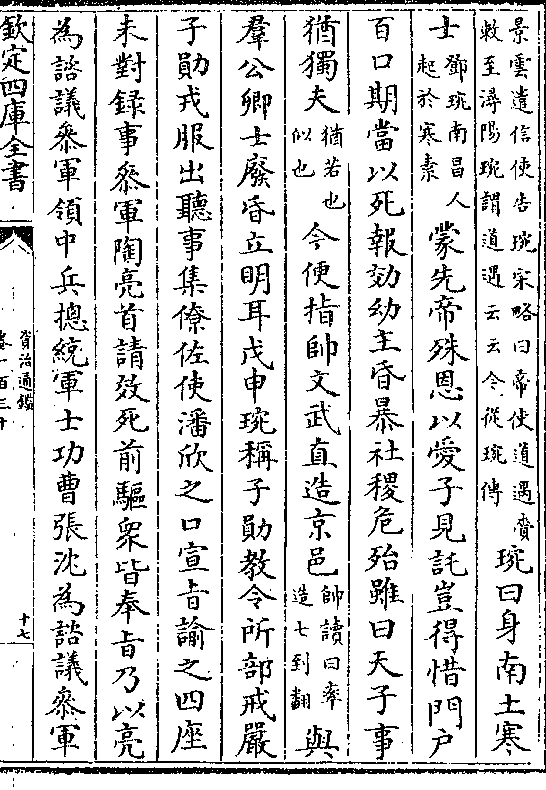 景雲遣信使告琬宋略曰帝使道遇賷
敕至潯陽琬謂道遇云云今從琬傳
琬曰身南土寒
士
鄧琬南昌人
起於寒素
蒙先帝殊恩以愛子見託豈得惜門戶
百口期當以死報効幼主昏暴社稷危殆雖曰天子事
猶獨夫
猶若也
似也
今便指帥文武直造京邑
帥讀曰率
造七到翻
與
羣公卿士廢昏立明耳戊申琬稱子勛教令所部戒嚴
子勛戎服出聽事集僚佐使潘欣之口宣㫖諭之四座
未對録事參軍陶亮首請效死前驅衆皆奉㫖乃以亮
為諮議參軍領中兵摠統軍士功曹張沈為諮議參軍
欽定四庫全書
資治通鑑
卷一百三十
十七